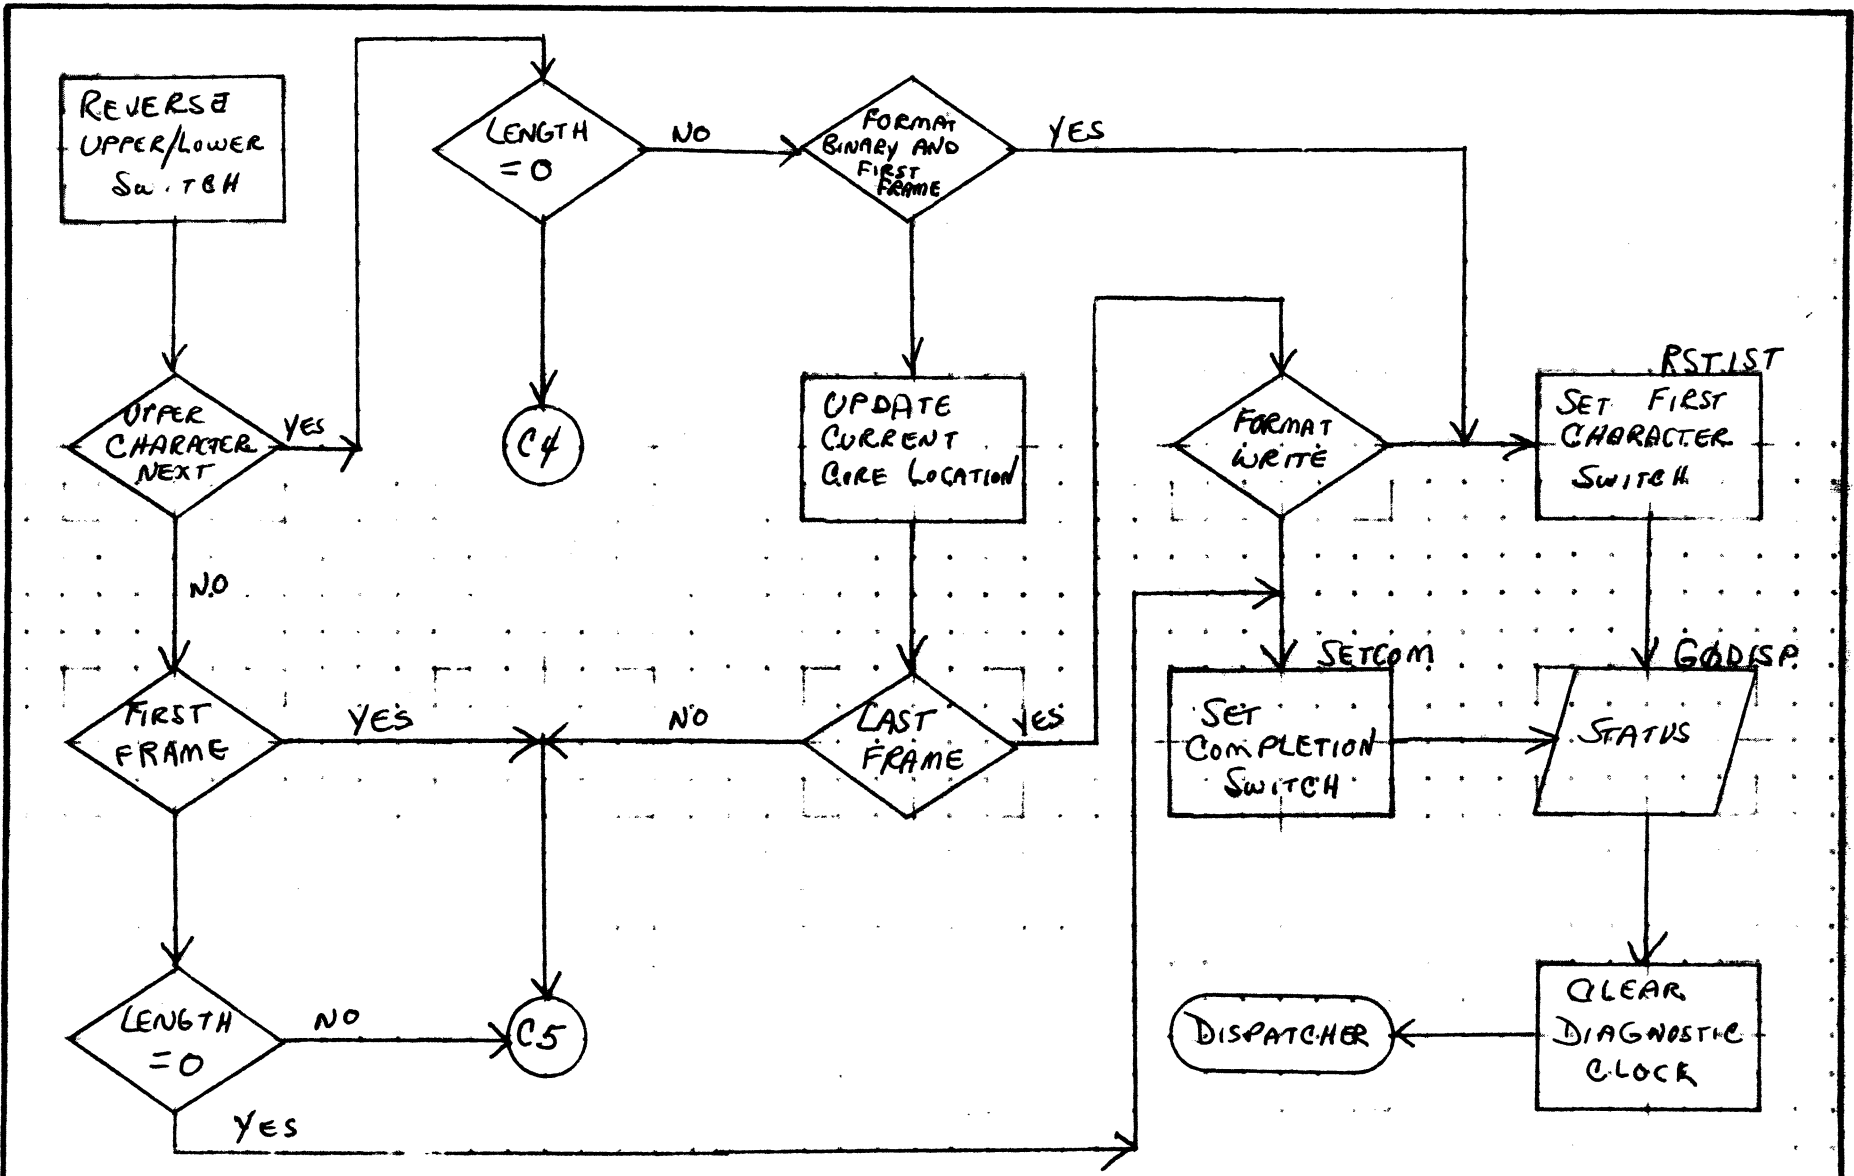 REVERSE
UPPER/LOWER
SWITCH
UPPER
CHARACTER
NEXT
YES
NO
FIRST
FRAME
YES
LENGTH
=0
NO
YES
LENGTH
=0
NO
C4
C5
FORMAT
BINARY AND
FIRST
FRAME
YES
UPDATE
CURRENT
CORE LOCATION
LAST
FRAME
NO
YES
FORMAT
WRITE
SETCOM
SET
COMPLETION
SWITCH
RST1ST
SET FIRST
CHARACTER
SWITCH
GØDISP
STATUS
CLEAR
DIAGNOSTIC
CLOCK
DISPATCHER